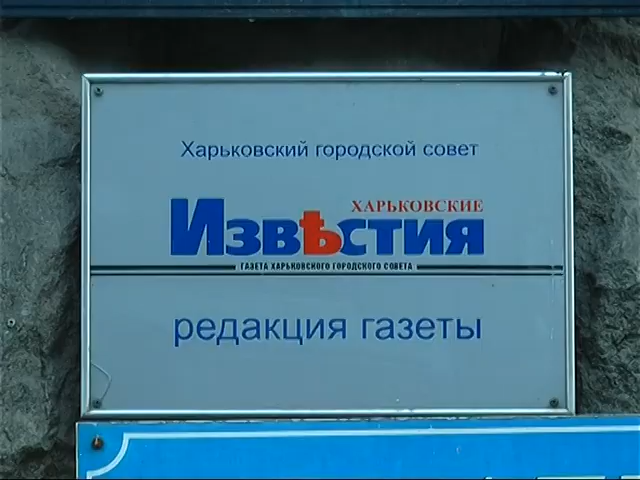 Харьковский городской совет
ХАРЬКОВСКИЕ
ИзвѣстиЯ
ГАЗЕТА ХАРЬКОВСКОГО ГОРОДСКОГО СОВЕТА
редакция газеты